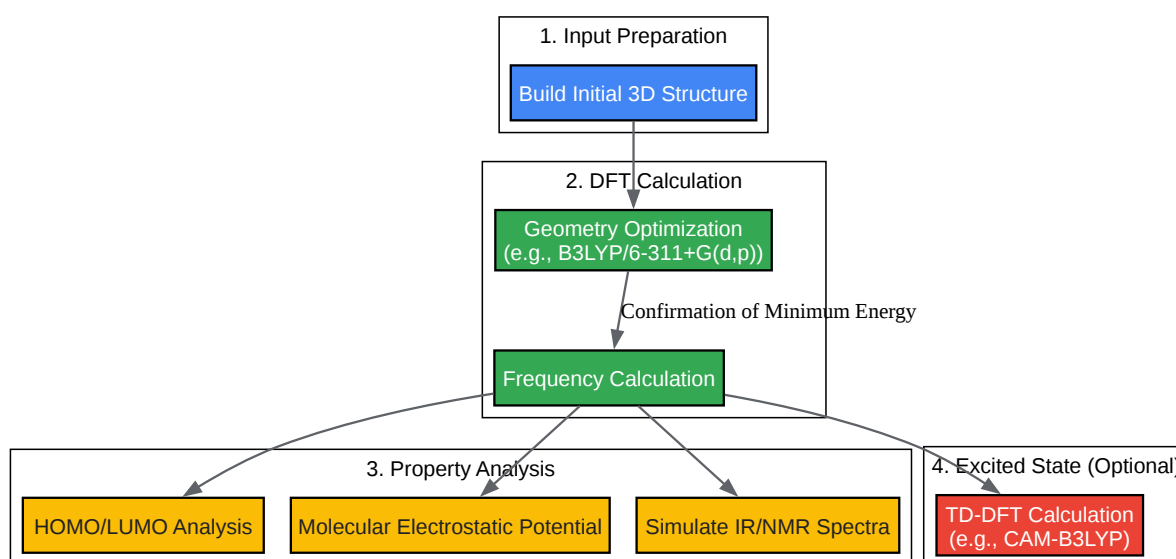 1. Input Preparation
Build Initial 3D Structure
2. DFT Calculation
Geometry Optimization
(e.g., B3LYP/6-311+G(d,p))
Confirmation of Minimum Energy
Frequency Calculation
3. Property Analysis
HOMO/LUMO Analysis
Molecular Electrostatic Potential
Simulate IR/NMR Spectra
4. Excited State (Optional)
TD-DFT Calculation
(e.g., CAM-B3LYP)